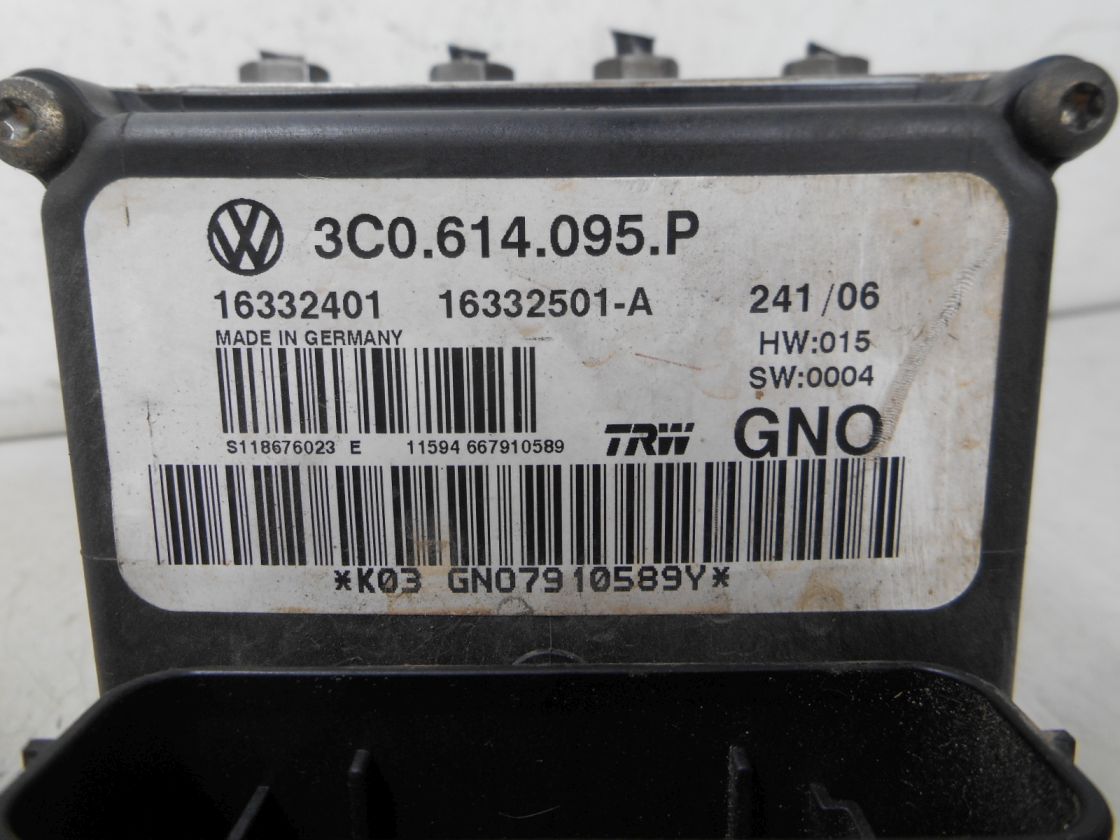 3C0.614.095.P
16332401 16332501-A 241/06
MADE IN GERMANY HW:015
SW:0004
S118676023 E 11594 667910589 TRW GNO
*K03 GNO7910589Y*